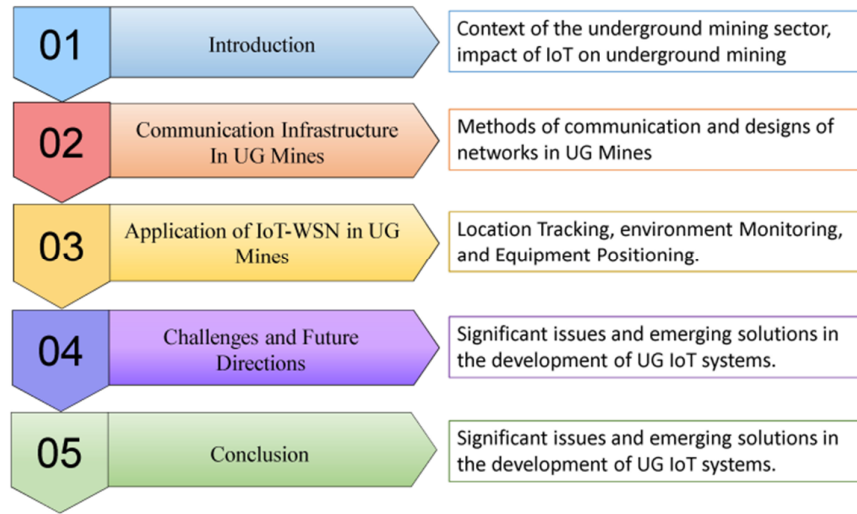 01
Introduction
Context of the underground mining sector,
impact of IoT on underground mining
02
Communication Infrastructure
In UG Mines
Methods of communication and designs of
networks in UG Mines
03
Application of IoT-WSN in UG
Mines
Location Tracking, environment Monitoring,
and Equipment Positioning.
04
Challenges and Future
Directions
Significant issues and emerging solutions in
the development of UG IoT systems.
05
Conclusion
Significant issues and emerging solutions in
the development of UG IoT systems.